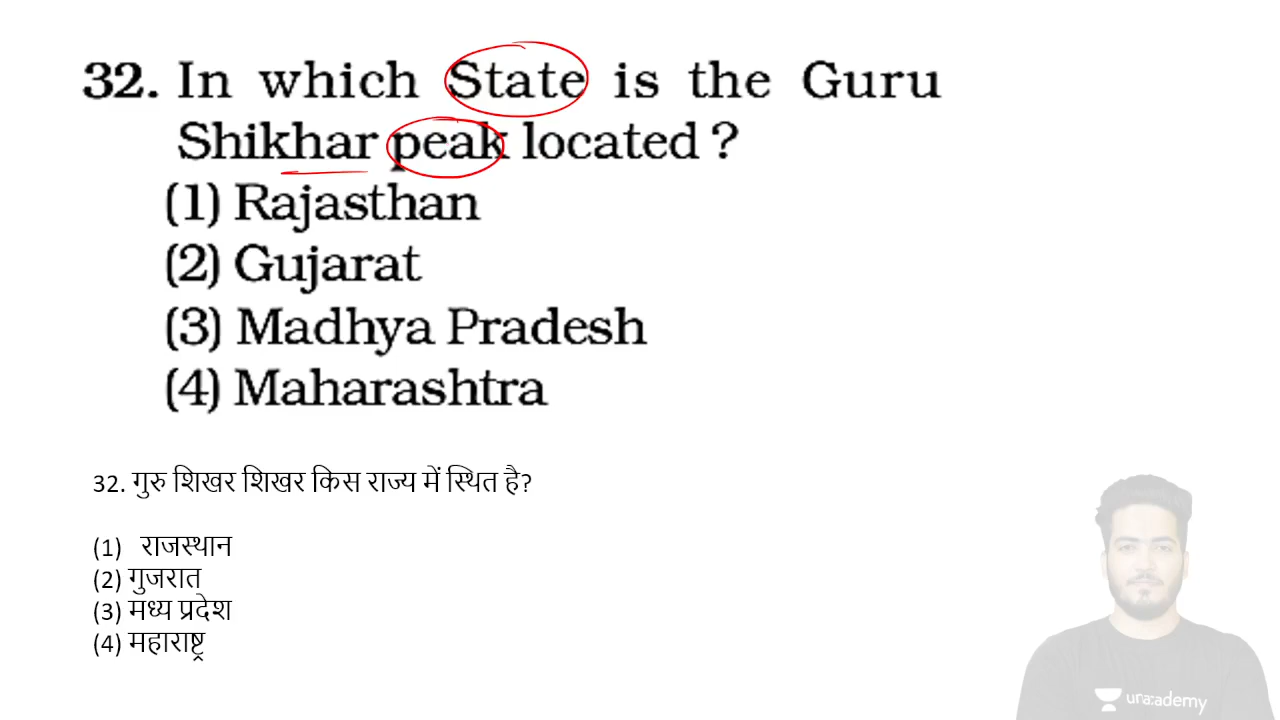 32. In which State is the Guru
Shikhar peak located ?
(1) Rajasthan
(2) Gujarat
(3) Madhya Pradesh
(4) Maharashtra
32. गुरु शिखर शिखर किस राज्य में स्थित है?
(1) राजस्थान
(2) गुजरात
(3) मध्य प्रदेश
(4) महाराष्ट्र
unacademy